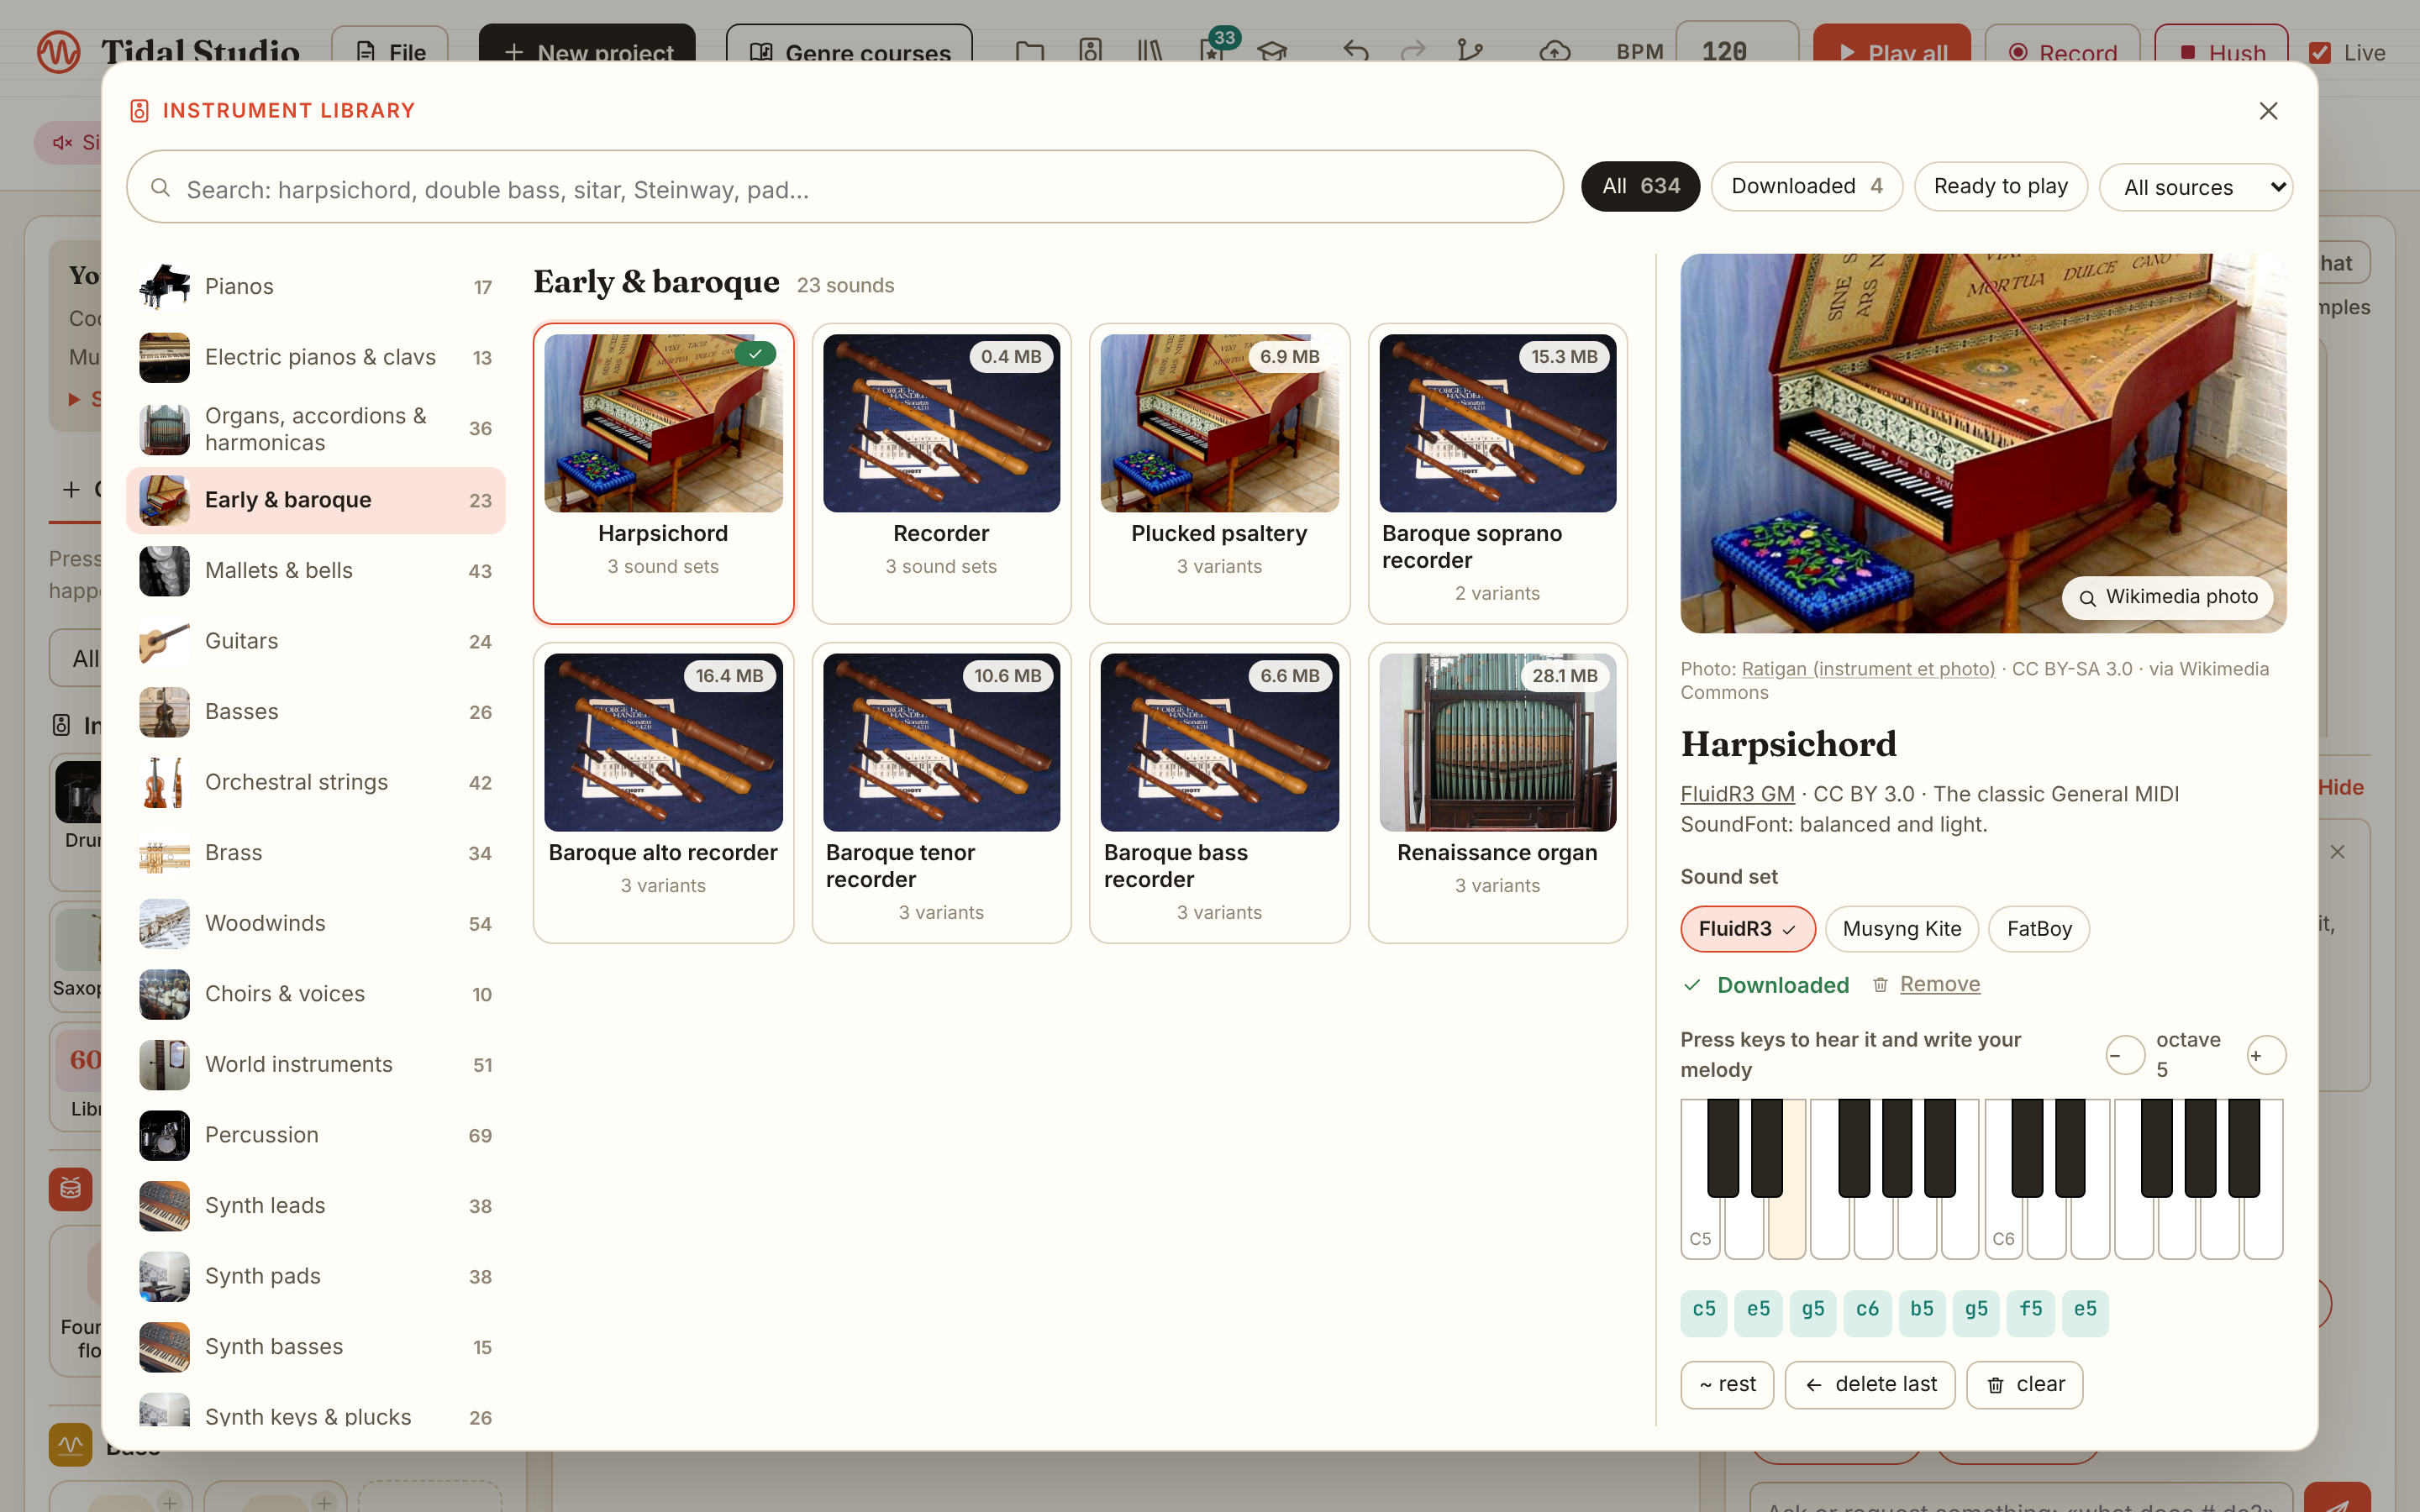 Tidal Studio
File
New project
Genre courses
33
BPM
120
Play all
Record
Hush
Live
INSTRUMENT LIBRARY
Search: harpsichord, double bass, sitar, Steinway, pad...
All 634
Downloaded 4
Ready to play
All sources
Pianos 17
Electric pianos & clavs 13
Organs, accordions &
harmonicas
36
Early & baroque 23
Mallets & bells 43
Guitars 24
Basses 26
Orchestral strings 42
Brass 34
Woodwinds 54
Choirs & voices 10
World instruments 51
Percussion 69
Synth leads 38
Synth pads 38
Synth basses 15
Synth keys & plucks 26
Early & baroque 23 sounds
Harpsichord
3 sound sets
0.4 MB
Recorder
3 sound sets
6.9 MB
Plucked psaltery
3 variants
15.3 MB
Baroque soprano
recorder
2 variants
16.4 MB
Baroque alto recorder
3 variants
10.6 MB
Baroque tenor
recorder
3 variants
6.6 MB
Baroque bass
recorder
3 variants
28.1 MB
Renaissance organ
3 variants
SINE
ARS
MORTUA DULCE CANO
Wikimedia photo
Photo: Ratigan (instrument et photo) · CC BY-SA 3.0 · via Wikimedia
Commons
Harpsichord
FluidR3 GM · CC BY 3.0 · The classic General MIDI
SoundFont: balanced and light.
Sound set
FluidR3
Musyng Kite
FatBoy
Downloaded
Remove
Press keys to hear it and write your
melody
− octave
5
+
C5
C6
c5 e5 g5 c6 b5 g5 f5 e5
~ rest
← delete last
clear
Hide